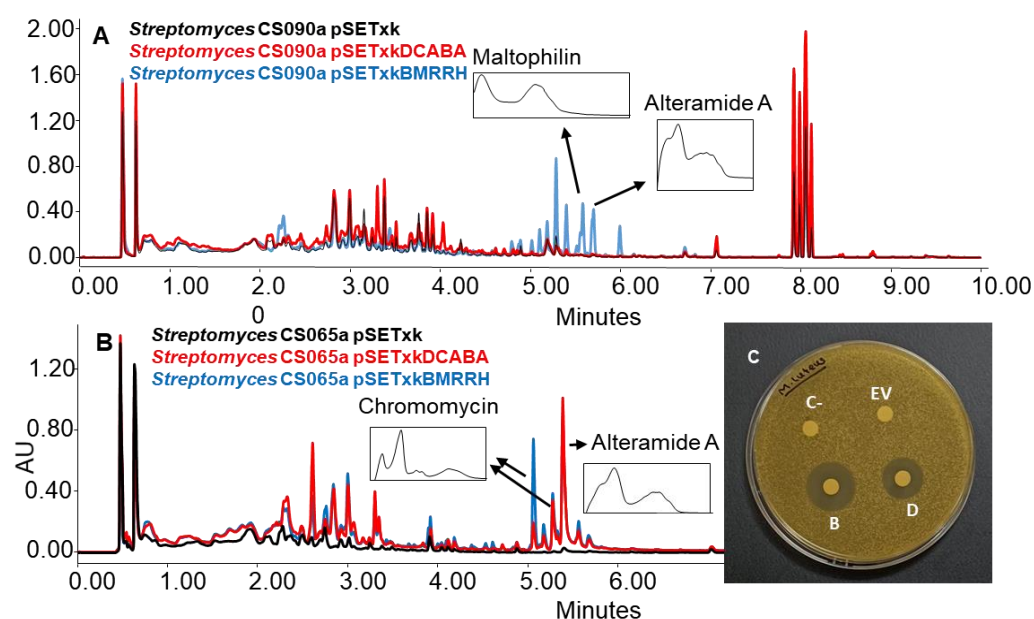 2.00
A
Streptomyces CS090a pSETxk
Streptomyces CS090a pSETxkDCABA
Streptomyces CS090a pSETxkBMRRH
Maltophilin
Alteramide A
1.60
1.20
0.80
0.40
0.00
0.00 1.00 2.0 3.00 4.00 5.00 6.00 7.00 8.00 9.00 10.00
0
Minutes
B
Streptomyces CS065a pSETxk
Streptomyces CS065a pSETxkDCABA
Streptomyces CS065a pSETxkBMRRH
Chromomycin
Alteramide A
1.20
0.80
AU
0.40
0.00
0.00 1.00 2.00 3.00 4.00 5.00 6.00
Minutes
C
M. luteus
C- EV
B D